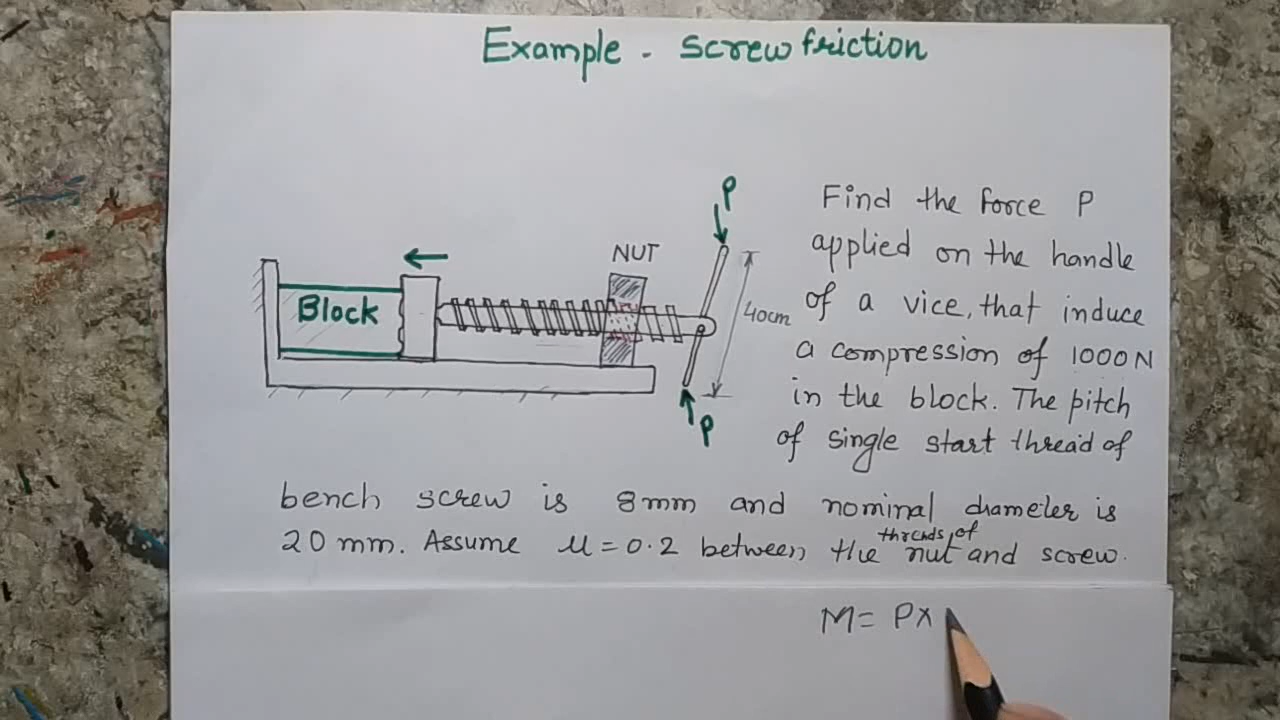 Example - Screw friction
P
NUT
Block
40cm
P
Find the force P
applied on the handle
of a vice, that induce
a compression of 1000 N
in the block. The pitch
of single start thread of
bench screw is 8mm and nominal diameter is
20 mm. Assume μ = 0.2 between the threads of nut and screw.
M = P×